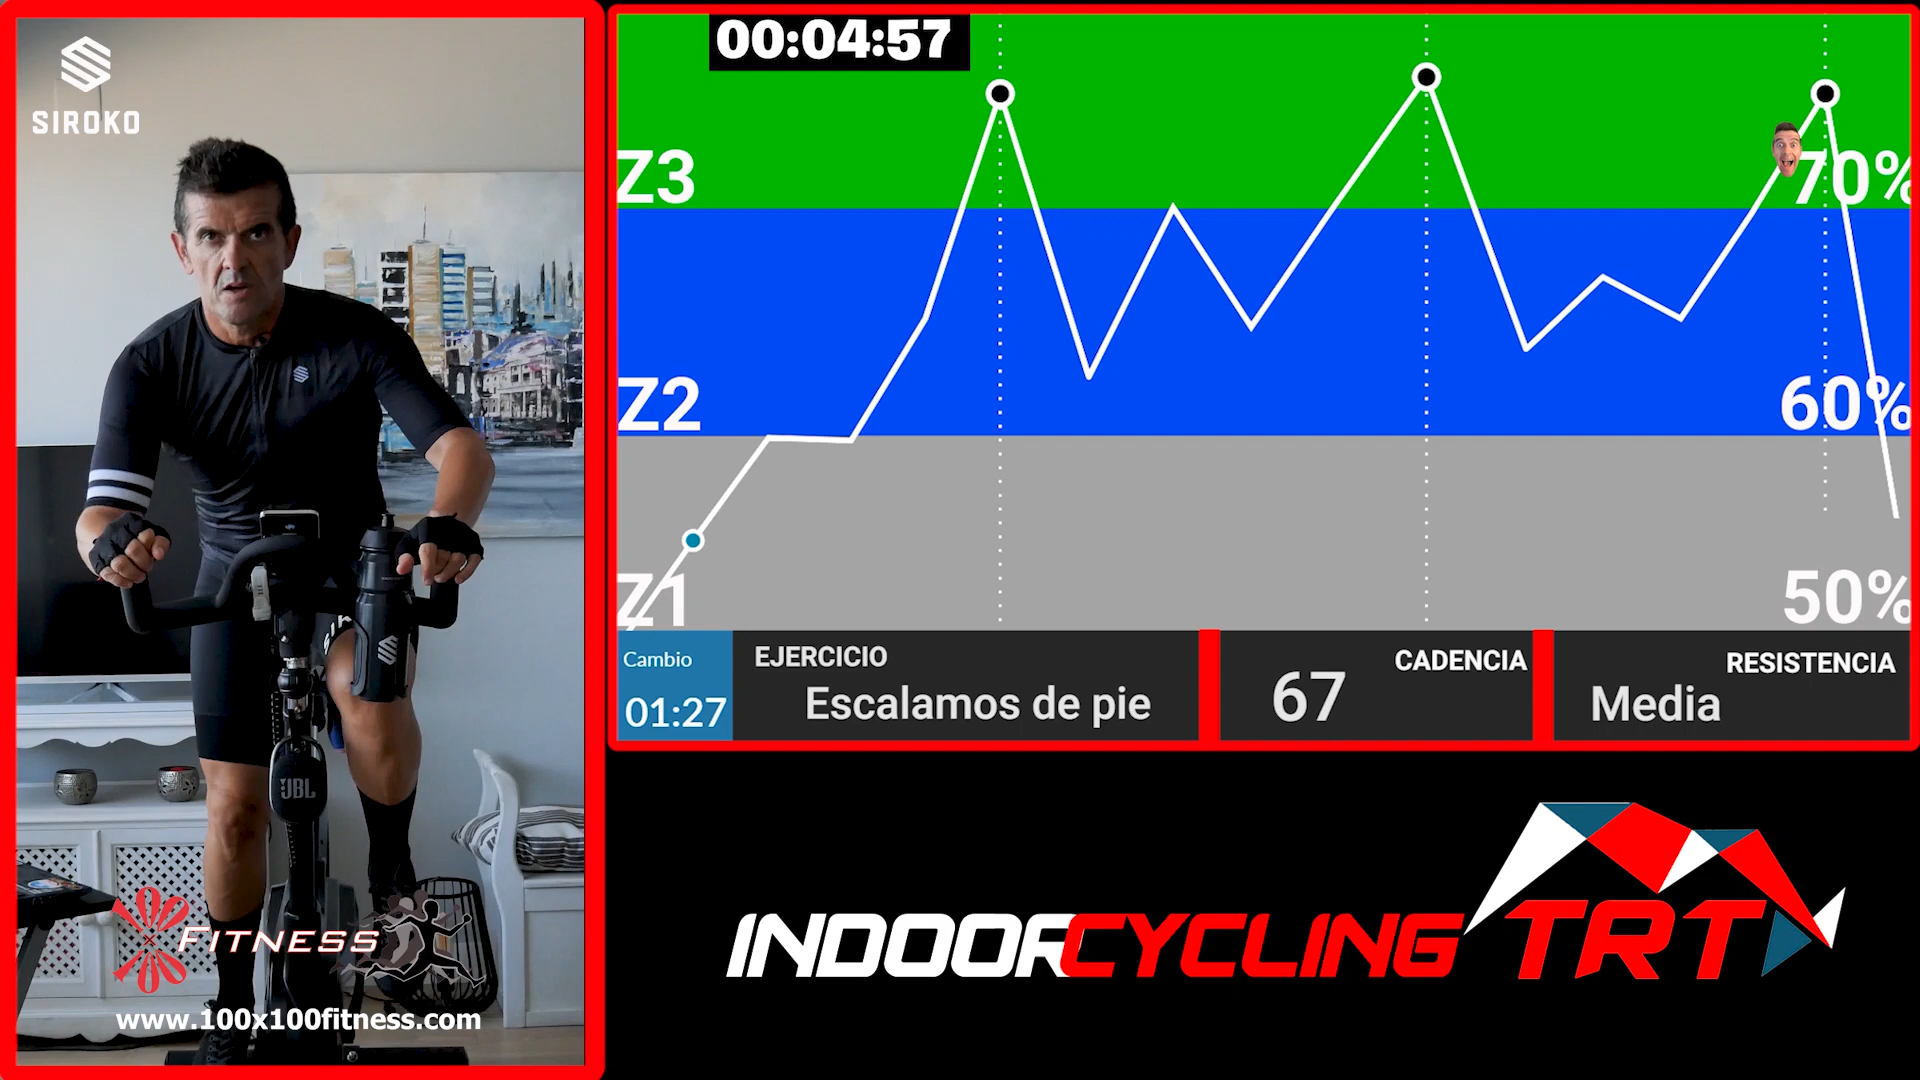 SIROKO
00:04:57
Z3
70%
Z2
60%
Z1
50%
Cambio
01:27
EJERCICIO
Escalamos de pie
CADENCIA
67
RESISTENCIA
Media
JBL
FITNESS
www.100x100fitness.com
INDOORCYCLING TRT